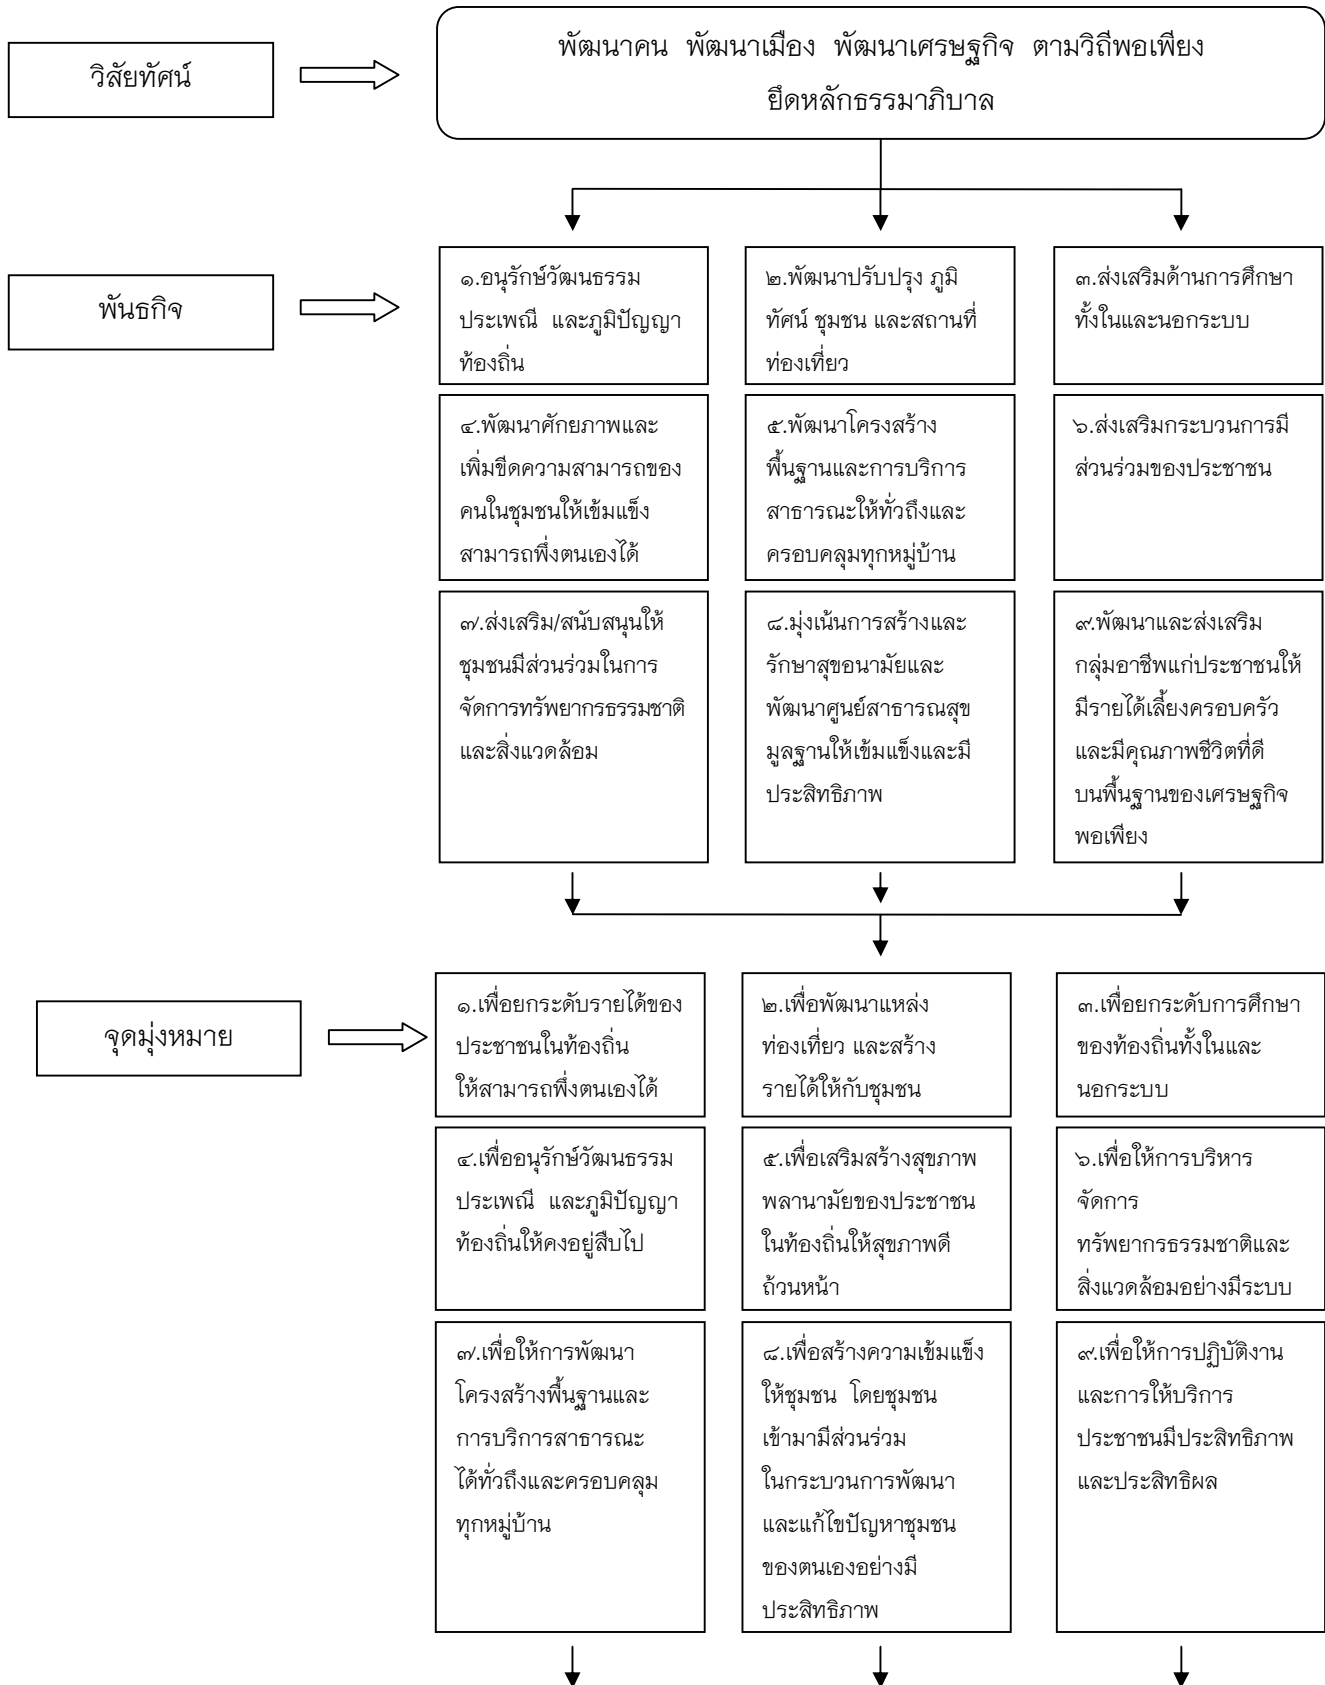 วิสัยทัศน์
พัฒนาคน พัฒนาเมือง พัฒนาเศรษฐกิจ ตามวิถีพอเพียง
ยึดหลักธรรมาภิบาล
พันธกิจ
๑.อนุรักษ์วัฒนธรรม
ประเพณี และภูมิปัญญา
ท้องถิ่น
๒.พัฒนาปรับปรุง ภูมิ
ทัศน์ ชุมชน และสถานที่
ท่องเที่ยว
๓.ส่งเสริมด้านการศึกษา
ทั้งในและนอกระบบ
๔.พัฒนาศักยภาพและ
เพิ่มขีดความสามารถของ
คนในชุมชนให้เข้มแข็ง
สามารถพึ่งตนเองได้
๕.พัฒนาโครงสร้าง
พื้นฐานและการบริการ
สาธารณะให้ทั่วถึงและ
ครอบคลุมทุกหมู่บ้าน
๖.ส่งเสริมกระบวนการมี
ส่วนร่วมของประชาชน
๗.ส่งเสริม/สนับสนุนให้
ชุมชนมีส่วนร่วมในการ
จัดการทรัพยากรธรรมชาติ
และสิ่งแวดล้อม
๘.มุ่งเน้นการสร้างและ
รักษาสุขอนามัยและ
พัฒนาศูนย์สาธารณสุข
มูลฐานให้เข้มแข็งและมี
ประสิทธิภาพ
๙.พัฒนาและส่งเสริม
กลุ่มอาชีพแก่ประชาชนให้
มีรายได้เลี้ยงครอบครัว
และมีคุณภาพชีวิตที่ดี
บนพื้นฐานของเศรษฐกิจ
พอเพียง
จุดมุ่งหมาย
๑.เพื่อยกระดับรายได้ของ
ประชาชนในท้องถิ่น
ให้สามารถพึ่งตนเองได้
๒.เพื่อพัฒนาแหล่ง
ท่องเที่ยว และสร้าง
รายได้ให้กับชุมชน
๓.เพื่อยกระดับการศึกษา
ของท้องถิ่นทั้งในและ
นอกระบบ
๔.เพื่ออนุรักษ์วัฒนธรรม
ประเพณี และภูมิปัญญา
ท้องถิ่นให้คงอยู่สืบไป
๕.เพื่อเสริมสร้างสุขภาพ
พลานามัยของประชาชน
ในท้องถิ่นให้สุขภาพดี
ถ้วนหน้า
๖.เพื่อให้การบริหาร
จัดการ
ทรัพยากรธรรมชาติและ
สิ่งแวดล้อมอย่างมีระบบ
๗.เพื่อให้การพัฒนา
โครงสร้างพื้นฐานและ
การบริการสาธารณะ
ได้ทั่วถึงและครอบคลุม
ทุกหมู่บ้าน
๘.เพื่อสร้างความเข้มแข็ง
ให้ชุมชน โดยชุมชน
เข้ามามีส่วนร่วม
ในกระบวนการพัฒนา
และแก้ไขปัญหาชุมชน
ของตนเองอย่างมี
ประสิทธิภาพ
๙.เพื่อให้การปฏิบัติงาน
และการให้บริการ
ประชาชนมีประสิทธิภาพ
และประสิทธิผล